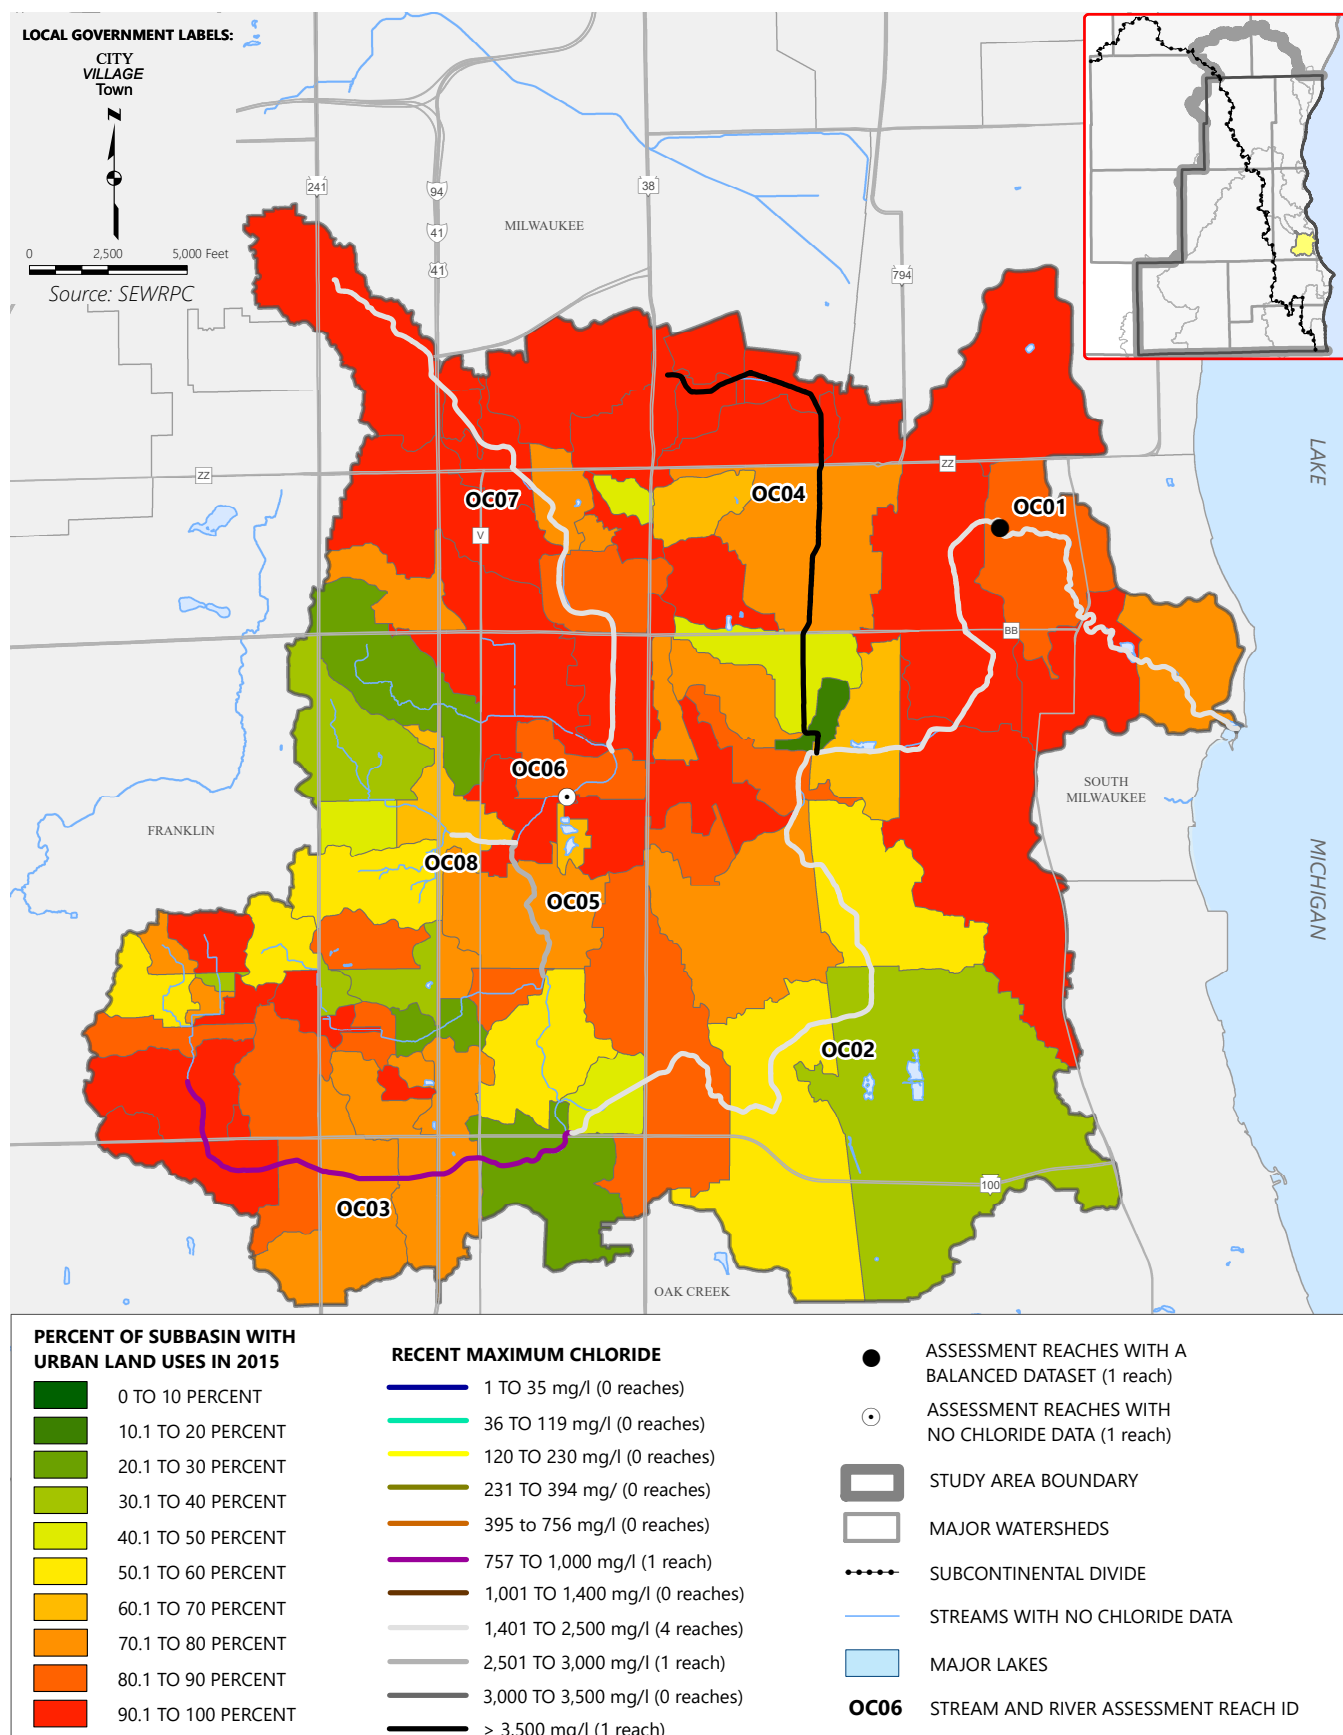 LOCAL GOVERNMENT LABELS:
CITY
VILLAGE
Town
N
0 2,500 5,000 Feet
Source: SEWRPC
241
94
41
41
38
794
MILWAUKEE
LAKE
ZZ
ZZ
OC07
OC04
OC01
V
BB
OC06
SOUTH
MILWAUKEE
FRANKLIN
OC08
OC05
MICHIGAN
OC02
100
OC03
OAK CREEK
PERCENT OF SUBBASIN WITH
URBAN LAND USES IN 2015
0 TO 10 PERCENT
10.1 TO 20 PERCENT
20.1 TO 30 PERCENT
30.1 TO 40 PERCENT
40.1 TO 50 PERCENT
50.1 TO 60 PERCENT
60.1 TO 70 PERCENT
70.1 TO 80 PERCENT
80.1 TO 90 PERCENT
90.1 TO 100 PERCENT
RECENT MAXIMUM CHLORIDE
1 TO 35 mg/l (0 reaches)
36 TO 119 mg/l (0 reaches)
120 TO 230 mg/l (0 reaches)
231 TO 394 mg/ (0 reaches)
395 to 756 mg/l (0 reaches)
757 TO 1,000 mg/l (1 reach)
1,001 TO 1,400 mg/l (0 reaches)
1,401 TO 2,500 mg/l (4 reaches)
2,501 TO 3,000 mg/l (1 reach)
3,000 TO 3,500 mg/l (0 reaches)
> 3,500 mg/l (1 reach)
ASSESSMENT REACHES WITH A
BALANCED DATASET (1 reach)
ASSESSMENT REACHES WITH
NO CHLORIDE DATA (1 reach)
STUDY AREA BOUNDARY
MAJOR WATERSHEDS
SUBCONTINENTAL DIVIDE
STREAMS WITH NO CHLORIDE DATA
MAJOR LAKES
OC06 STREAM AND RIVER ASSESSMENT REACH ID